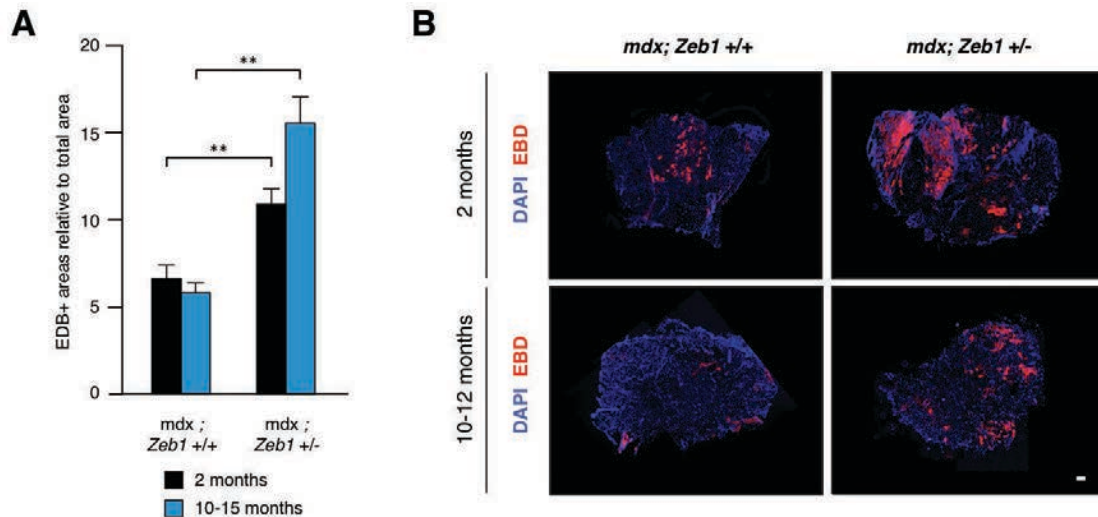 A
EDB+ areas relative to total area
20
15
10
5
0
**
**
mdx ;
Zeb1 +/+
mdx ;
Zeb1 +/-
2 months
10-15 months
B
mdx; Zeb1 +/+
mdx; Zeb1 +/-
2 months
DAPI EBD
10-12 months
DAPI EBD